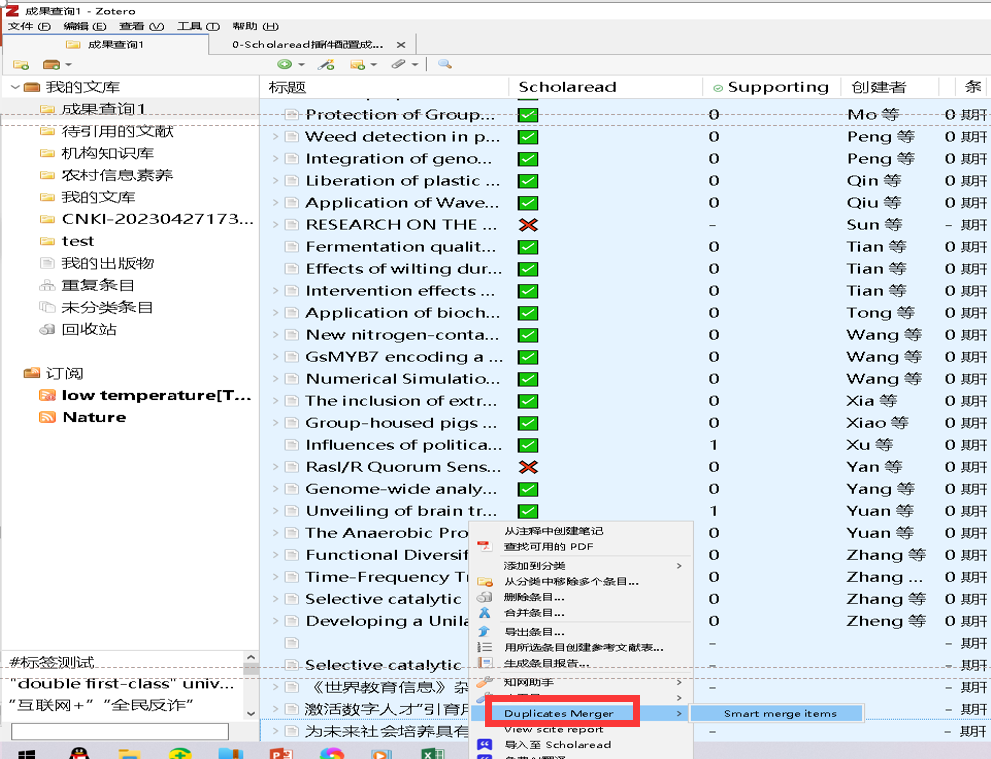 成果查询1 - Zotero
文件 (F) 编辑 (E) 查看 (V) 工具 (T) 帮助 (H)
成果查询1 0-Scholaread插件配置成...
我的文库
成果查询1
待引用的文献
机构知识库
农村信息素养
我的文库
CNKI-20230427173...
test
我的出版物
重复条目
未分类条目
回收站
订阅
low temperature[T...
Nature
#标签测试
"double first-class" univ...
"互联网+" "全民反诈"
标题 Scholaread Supporting 创建者 条
Protection of Group... 0 Mo 等 0 期刊
Weed detection in p... 0 Peng 等 0 期刊
Integration of geno... 0 Peng 等 0 期刊
Liberation of plastic ... 0 Qin 等 0 期刊
Application of Wave... 0 Qiu 等 0 期刊
RESEARCH ON THE ... – Sun 等 – 期刊
Fermentation qualit... 0 Tian 等 0 期刊
Effects of wilting dur... 0 Tian 等 0 期刊
Intervention effects ... 0 Tian 等 0 期刊
Application of bioch... 0 Tong 等 0 期刊
New nitrogen-conta... 0 Wang 等 0 期刊
GsMYB7 encoding a ... 0 Wang 等 0 期刊
Numerical Simulatio... 0 Wang 等 0 期刊
The inclusion of extr... 0 Xia 等 0 期刊
Group-housed pigs ... 0 Xiao 等 0 期刊
Influences of politica... 1 Xu 等 0 期刊
RasI/R Quorum Sens... 0 Yan 等 0 期刊
Genome-wide analy... 0 Yang 等 0 期刊
Unveiling of brain tr... 1 Yuan 等 0 期刊
The Anaerobic Pro 0 Yuan 等 0 期刊
Functional Diversif 0 Zhang 等 0 期刊
Time-Frequency Tr 0 Zhang ... 0 期刊
Selective catalytic 0 Zhang 等 0 期刊
Developing a Unila 0 Zheng 等 0 期刊
– – 期刊
Selective catalytic – – 期刊
《世界教育信息》杂 – – 期刊
激活数字人才"引育用 – 期刊
为未来社会培养具有 – – 期刊
从注释中创建笔记
查找可用的 PDF
添加到分类
从分类中移除多个条目...
删除条目...
合并条目...
导出条目...
用所选条目创建参考文献表...
生成条目报告...
知网助手
Duplicates Merger
View scite report
导入至 Scholaread
Smart merge items